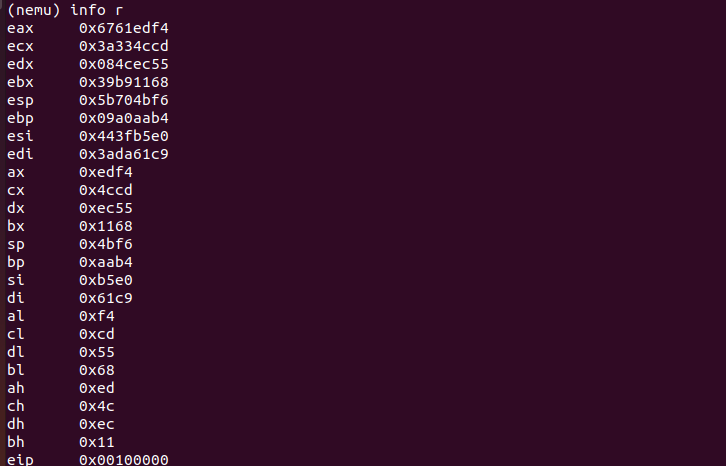 (nemu) info r
eax 0x6761edf4
ecx 0x3a334ccd
edx 0x084cec55
ebx 0x39b91168
esp 0x5b704bf6
ebp 0x09a0aab4
esi 0x443fb5e0
edi 0x3ada61c9
ax 0xedf4
cx 0x4ccd
dx 0xec55
bx 0x1168
sp 0x4bf6
bp 0xaab4
si 0xb5e0
di 0x61c9
al 0xf4
cl 0xcd
dl 0x55
bl 0x68
ah 0xed
ch 0x4c
dh 0xec
bh 0x11
eip 0x00100000